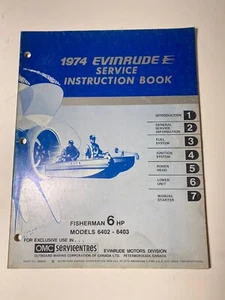 1974 EVINRUDE E
SERVICE
INSTRUCTION BOOK
INTRODUCTION 1
GENERAL
SERVICE
INFORMATION 2
FUEL
SYSTEM 3
IGNITION
SYSTEM 4
POWER
HEAD 5
LOWER
UNIT 6
MANUAL
STARTER 7
FISHERMAN 6 HP
MODELS 6402 - 6403
FOR EXCLUSIVE USE IN . . .
OMC SERVICENTRES
EVINRUDE MOTORS DIVISION
OUTBOARD MARINE CORPORATION OF CANADA LTD. PETERBOROUGH, CANADA